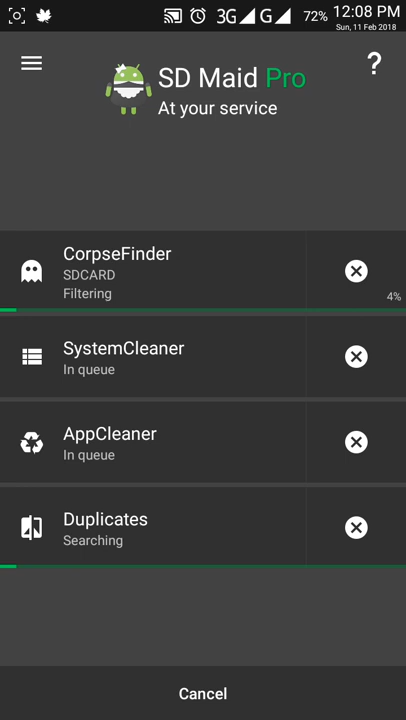 3G G 72% 12:08 PM
Sun, 11 Feb 2018
SD Maid Pro
At your service
?
CorpseFinder
SDCARD
Filtering
4%
SystemCleaner
In queue
AppCleaner
In queue
Duplicates
Searching
Cancel